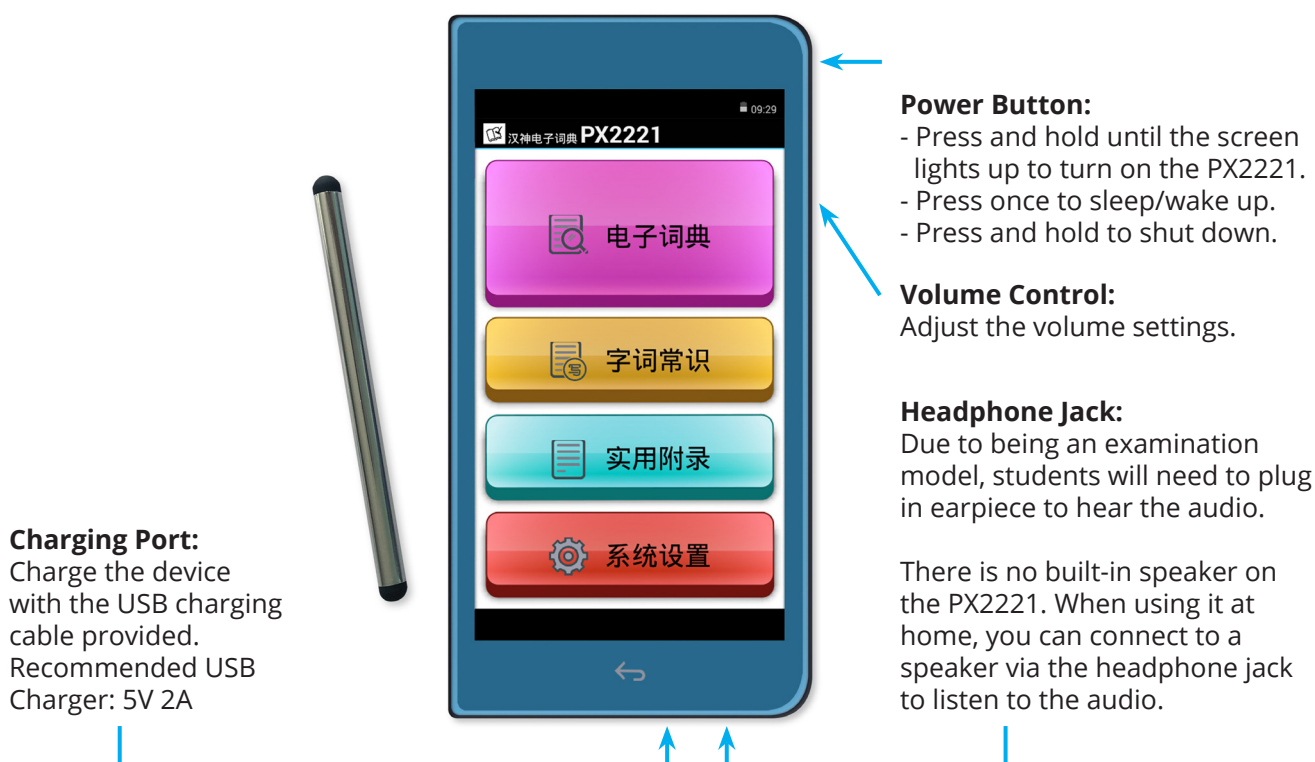 09:29
汉神电子词典 PX2221
电子词典
字词常识
写
实用附录
系统设置
Power Button:
- Press and hold until the screen
lights up to turn on the PX2221.
- Press once to sleep/wake up.
- Press and hold to shut down.
Volume Control:
Adjust the volume settings.
Headphone Jack:
Due to being an examination
model, students will need to plug
in earpiece to hear the audio.
There is no built-in speaker on
the PX2221. When using it at
home, you can connect to a
speaker via the headphone jack
to listen to the audio.
Charging Port:
Charge the device
with the USB charging
cable provided.
Recommended USB
Charger: 5V 2A